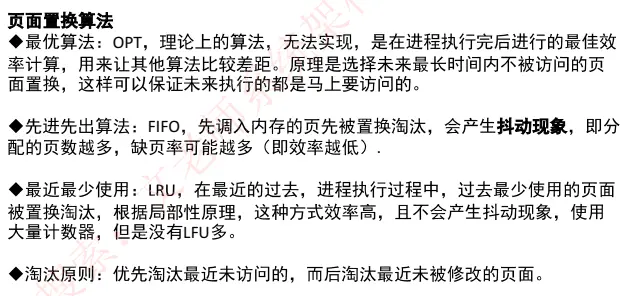 页面置换算法
◆最优算法：OPT，理论上的算法，无法实现，是在进程执行完后进行的最佳效
率计算，用来让其他算法比较差距。原理是选择未来最长时间内不被访问的页
面置换，这样可以保证未来执行的都是马上要访问的。
◆先进先出算法：FIFO，先调入内存的页先被置换淘汰，会产生抖动现象，即分
配的页数越多，缺页率可能越多（即效率越低）.
◆最近最少使用：LRU，在最近的过去，进程执行过程中，过去最少使用的页面
被置换淘汰，根据局部性原理，这种方式效率高，且不会产生抖动现象，使用
大量计数器，但是没有LFU多。
◆淘汰原则：优先淘汰最近未访问的，而后淘汰最近未被修改的页面。